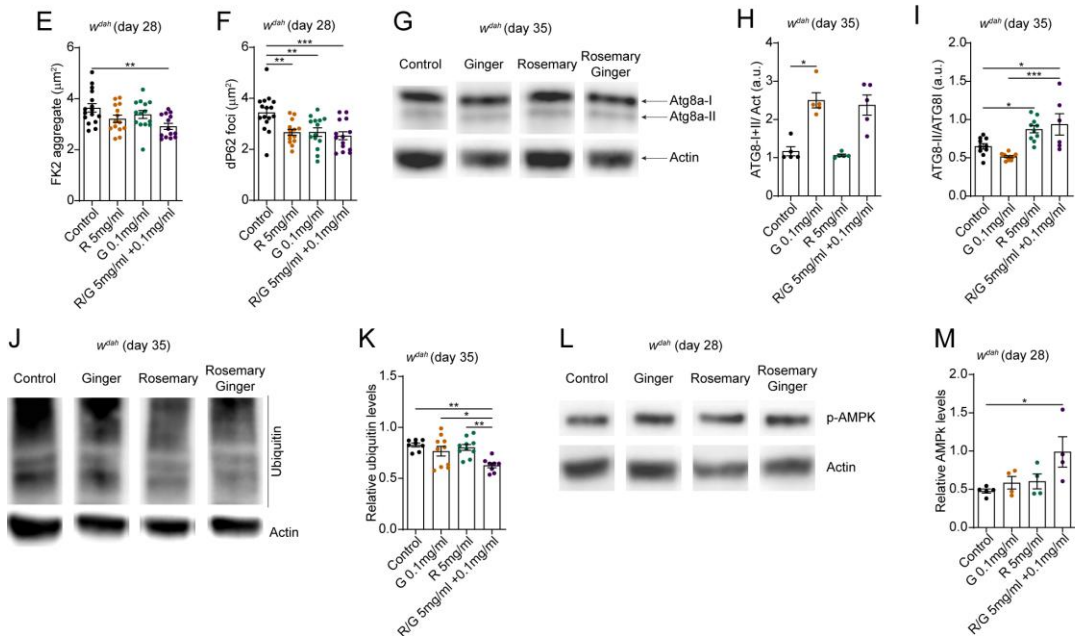 E
w^dah (day 28)
FK2 aggregate (μm²)
6
4
2
0
**
Control
R 5mg/ml
G 0.1mg/ml
R/G 5mg/ml +0.1mg/ml
F
w^dah (day 28)
dP62 foci (μm²)
6
4
2
0
***
**
**
Control
R 5mg/ml
G 0.1mg/ml
R/G 5mg/ml +0.1mg/ml
G
w^dah (day 35)
Control
Ginger
Rosemary
Rosemary
Ginger
Atg8a-I
Atg8a-II
Actin
H
w^dah (day 35)
ATG8-I+II/ Act (a.u.)
4
3
2
1
0
*
Control
G 0.1mg/ml
R 5mg/ml
R/G 5mg/ml +0.1mg/ml
I
w^dah (day 35)
ATG8-II/ATG8I (a.u.)
2.0
1.5
1.0
0.5
0.0
*
***
*
Control
G 0.1mg/ml
R 5mg/ml
R/G 5mg/ml +0.1mg/ml
J
w^dah (day 35)
Control
Ginger
Rosemary
Rosemary
Ginger
Ubiquitin
Actin
K
w^dah (day 35)
Relative ubiquitin levels
1.5
1.0
0.5
0.0
**
*
**
Control
G 0.1mg/ml
R 5mg/ml
R/G 5mg/ml +0.1mg/ml
L
w^dah (day 28)
Control
Ginger
Rosemary
Rosemary
Ginger
p-AMPK
Actin
M
w^dah (day 28)
Relative AMPk levels
2.0
1.5
1.0
0.5
0.0
*
Control
G 0.1mg/ml
R 5mg/ml
R/G 5mg/ml +0.1mg/ml